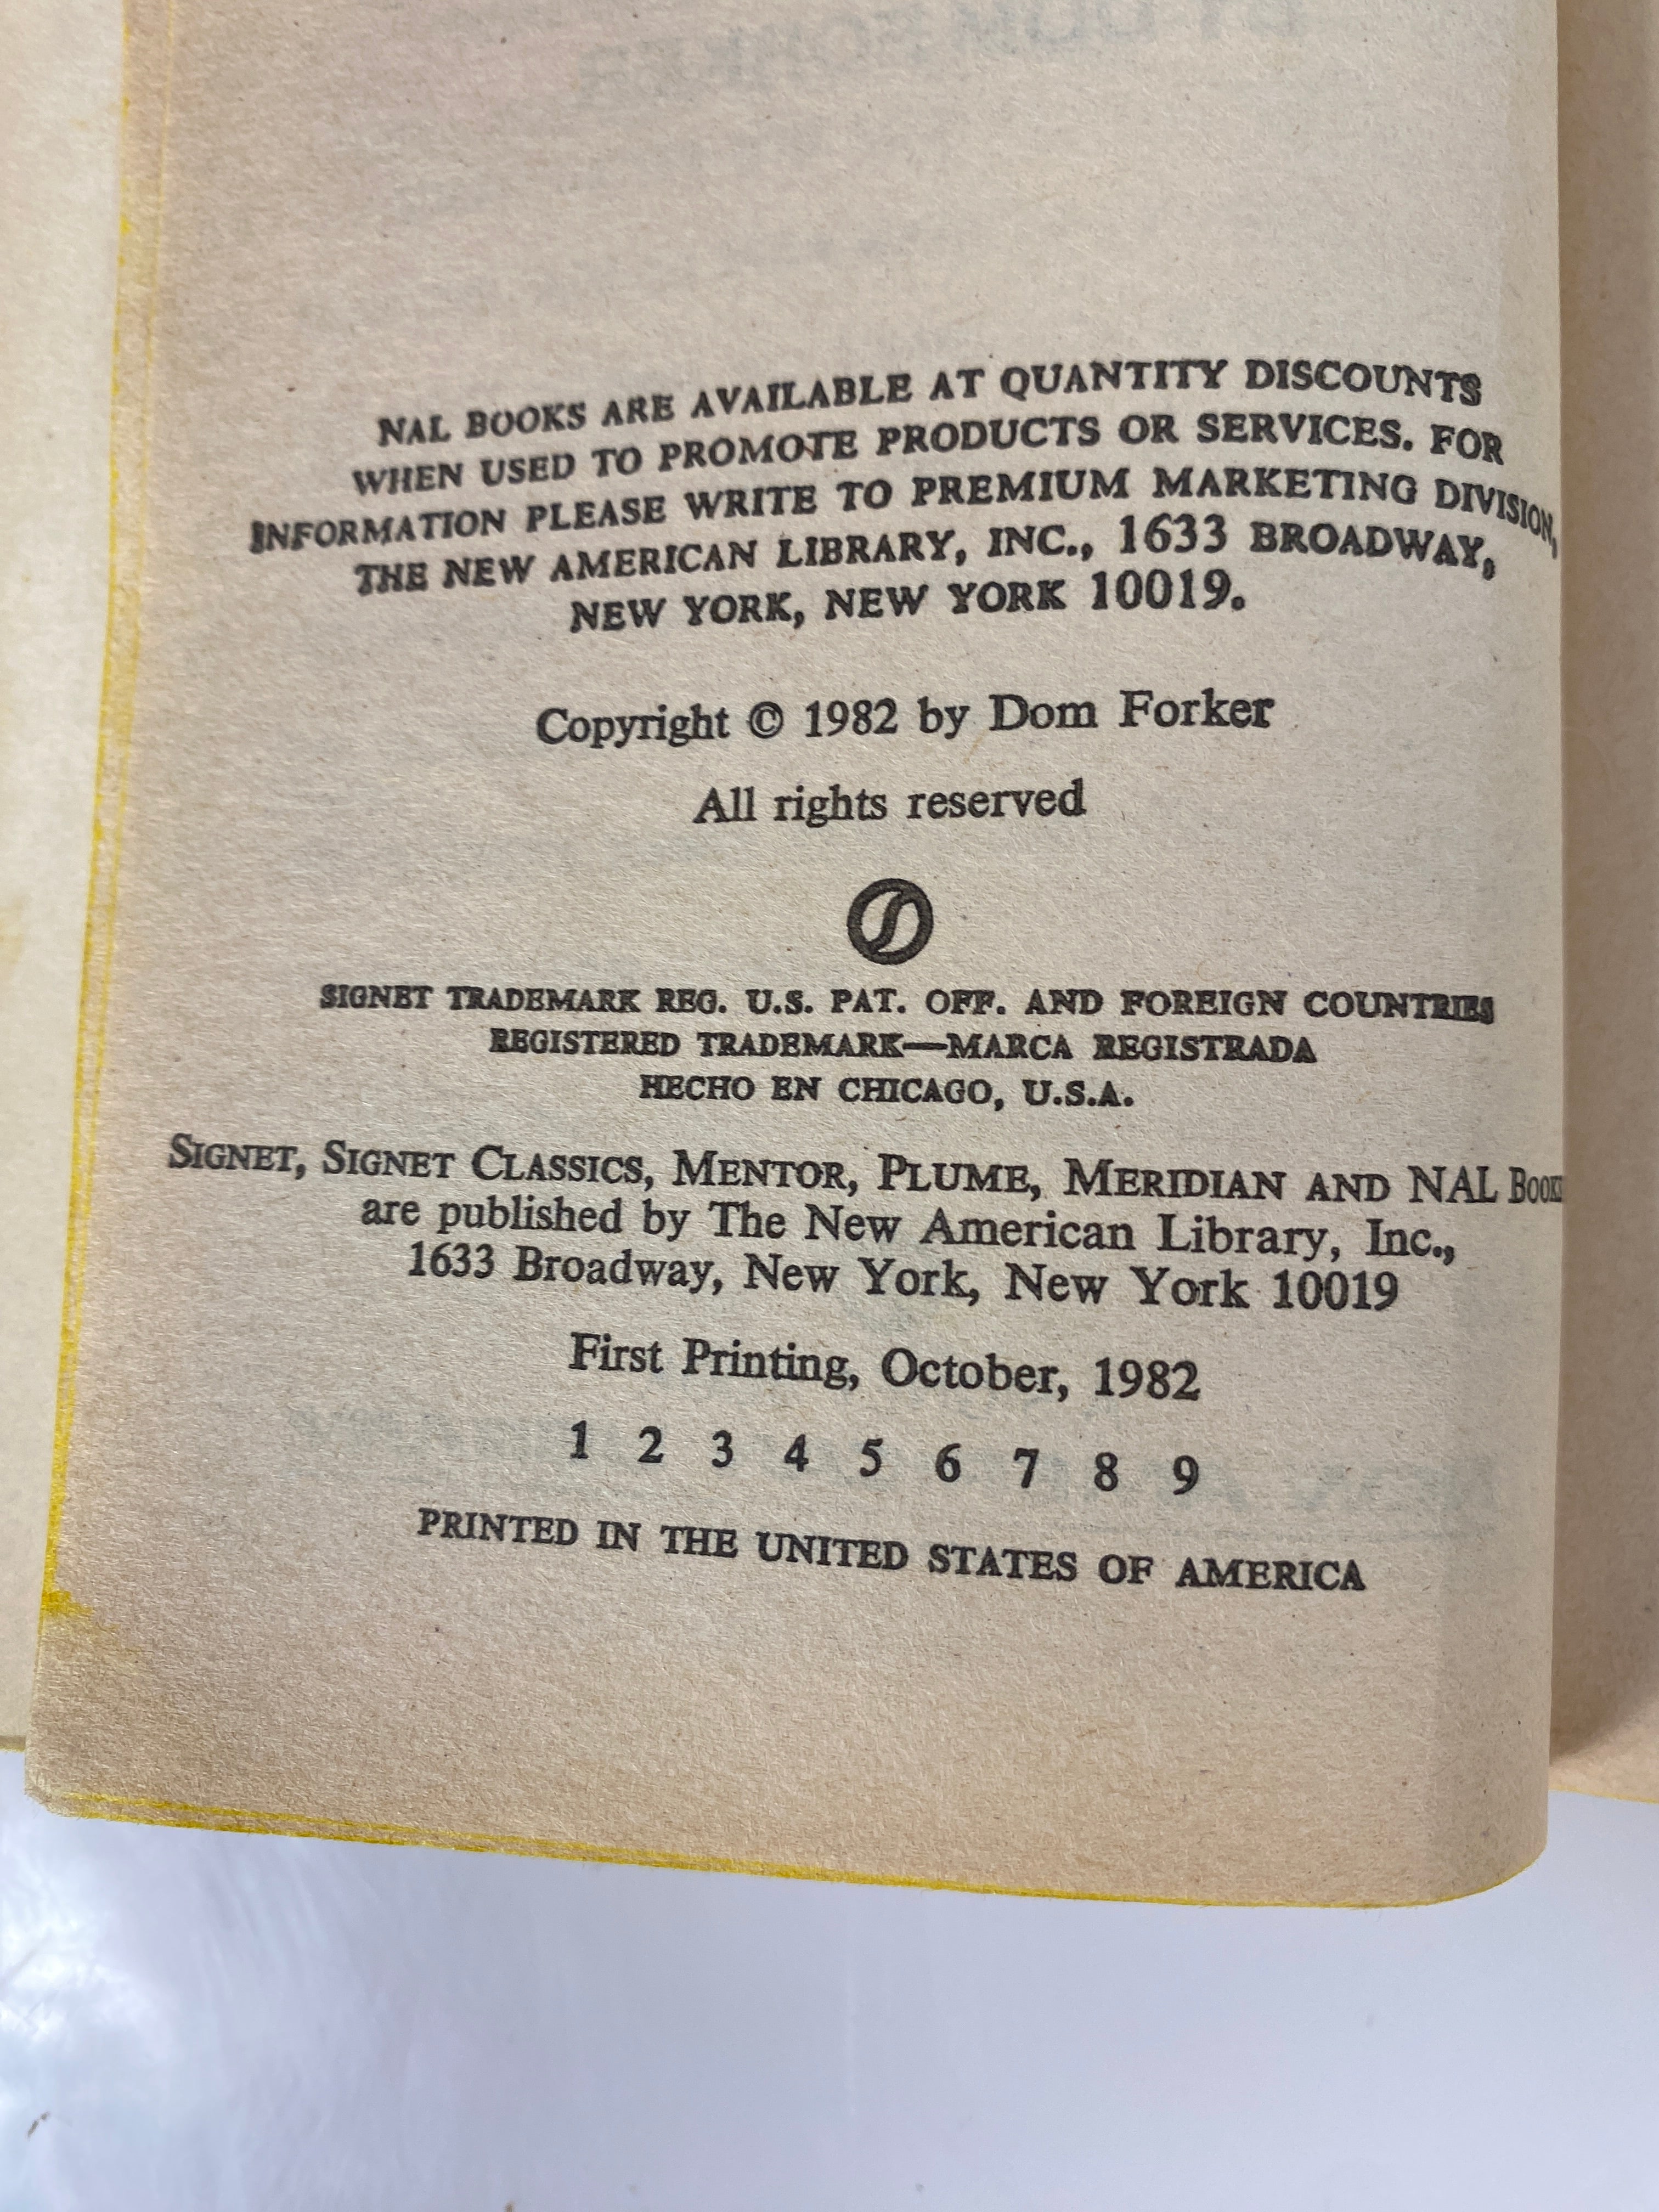 NAL BOOKS ARE AVAILABLE AT QUANTITY DISCOUNTS
WHEN USED TO PROMOTE PRODUCTS OR SERVICES. FOR
INFORMATION PLEASE WRITE TO PREMIUM MARKETING DIVISION,
THE NEW AMERICAN LIBRARY, INC., 1633 BROADWAY,
NEW YORK, NEW YORK 10019.
Copyright © 1982 by Dom Forker
All rights reserved
SIGNET TRADEMARK REG. U.S. PAT. OFF. AND FOREIGN COUNTRIES
REGISTERED TRADEMARK—MARCA REGISTRADA
HECHO EN CHICAGO, U.S.A.
SIGNET, SIGNET CLASSICS, MENTOR, PLUME, MERIDIAN AND NAL
are published by The New American Library, Inc.,
1633 Broadway, New York, New York 10019
First Printing, October, 1982
1 2 3 4 5 6 7 8 9
PRINTED IN THE UNITED STATES OF AMERICA